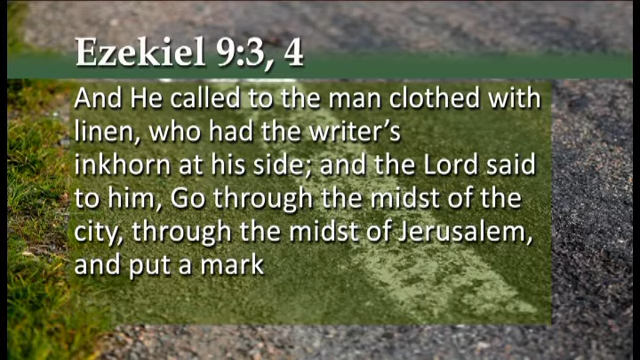 Ezekiel 9:3, 4
And He called to the man clothed with
linen, who had the writer's
inkhorn at his side; and the Lord said
to him, Go through the midst of the
city, through the midst of Jerusalem,
and put a mark